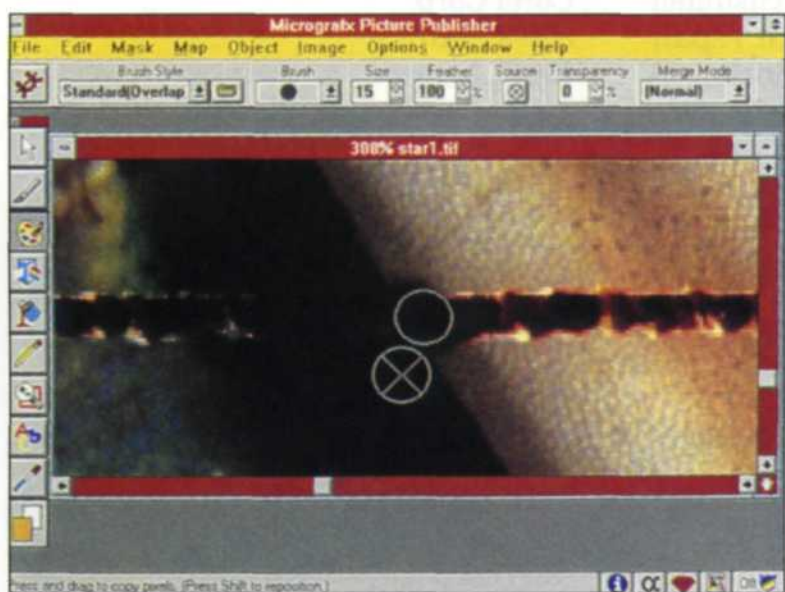 Micrografx Picture Publisher
File Edit Mask Map Object Image Options Window Help
Brush Style Brush Size Feather Source Transparency Merge Mode
Standard(Overlap 15 100 % 0 % (Normal)
300% star1.tif
Press and drag to copy pixels. (Press Shift to reposition.)